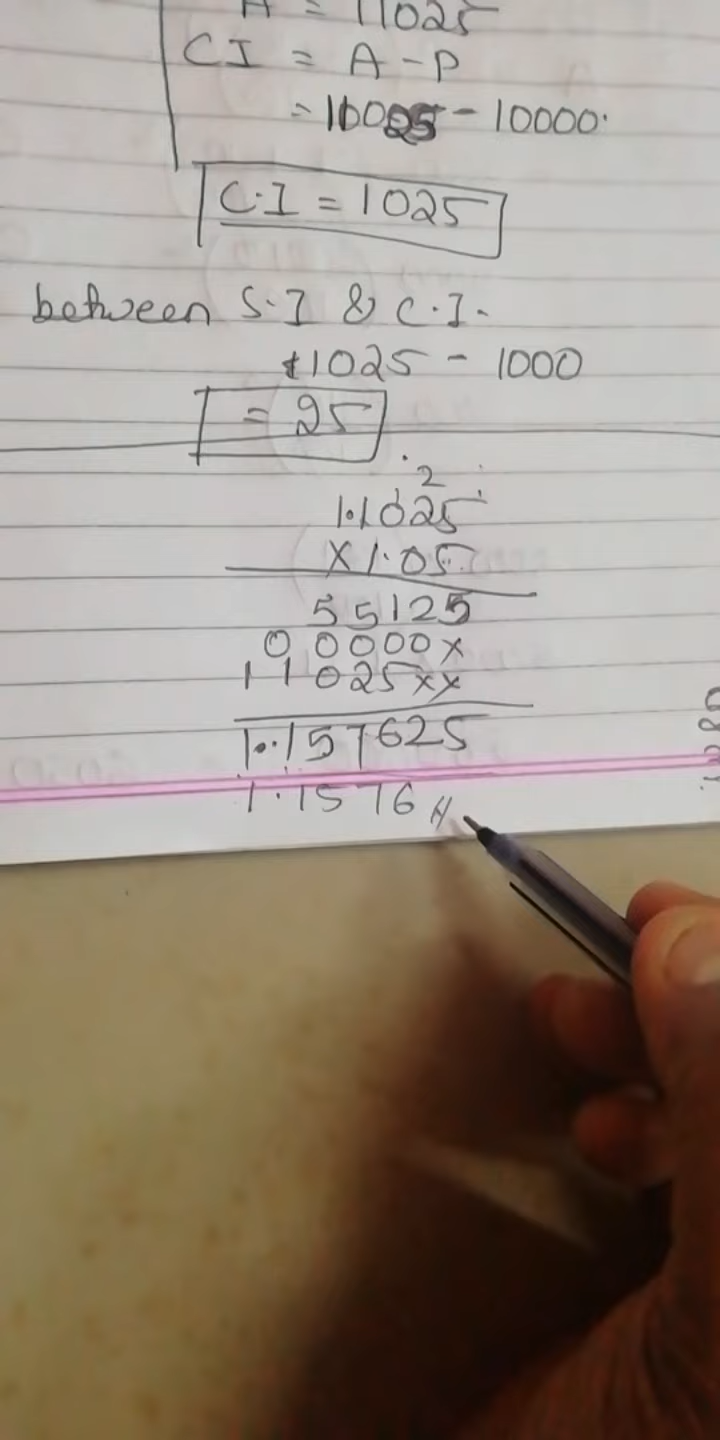 A = 11025
CI = A - P
= 11025 - 10000.
C.I = 1025
between S.I & C.I.
1025 - 1000
= 25
2
1.1025
X 1.05
55125
00000x
11025xx
1.157625
1.1576